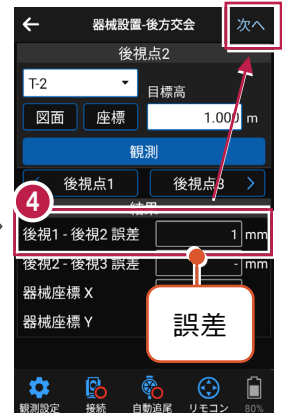 器械設置-後方交会 次へ
後視点2
T-2 目標高
図面 座標 1.000 m
観測
後視点1 後視点3
4 結果
後視1 - 後視2 誤差 1 mm
後視2 - 後視3 誤差 - mm
器械座標 X
器械座標 Y
誤差
観測設定 接続 自動追尾 リモコン 80%